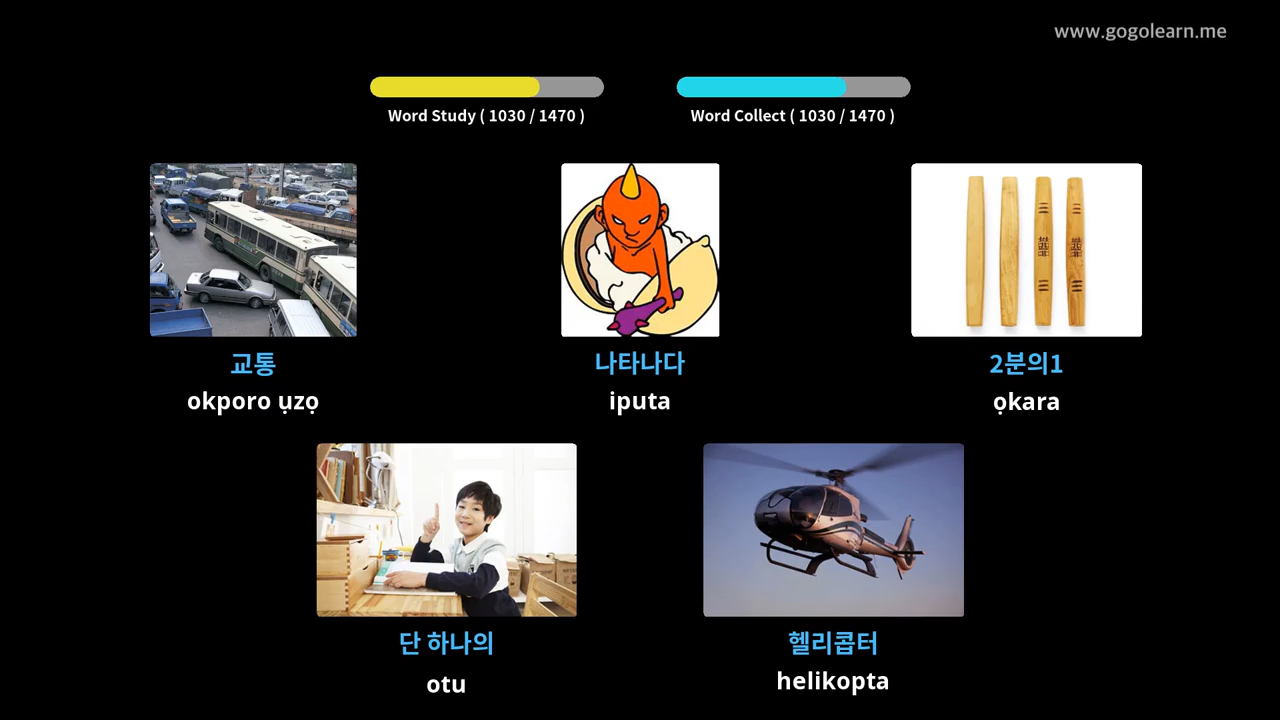 www.gogolearn.me
Word Study ( 1030 / 1470 )
Word Collect ( 1030 / 1470 )
교통
okporo ụzọ
나타나다
iputa
2분의1
ọkara
단 하나의
otu
헬리콥터
helikopta